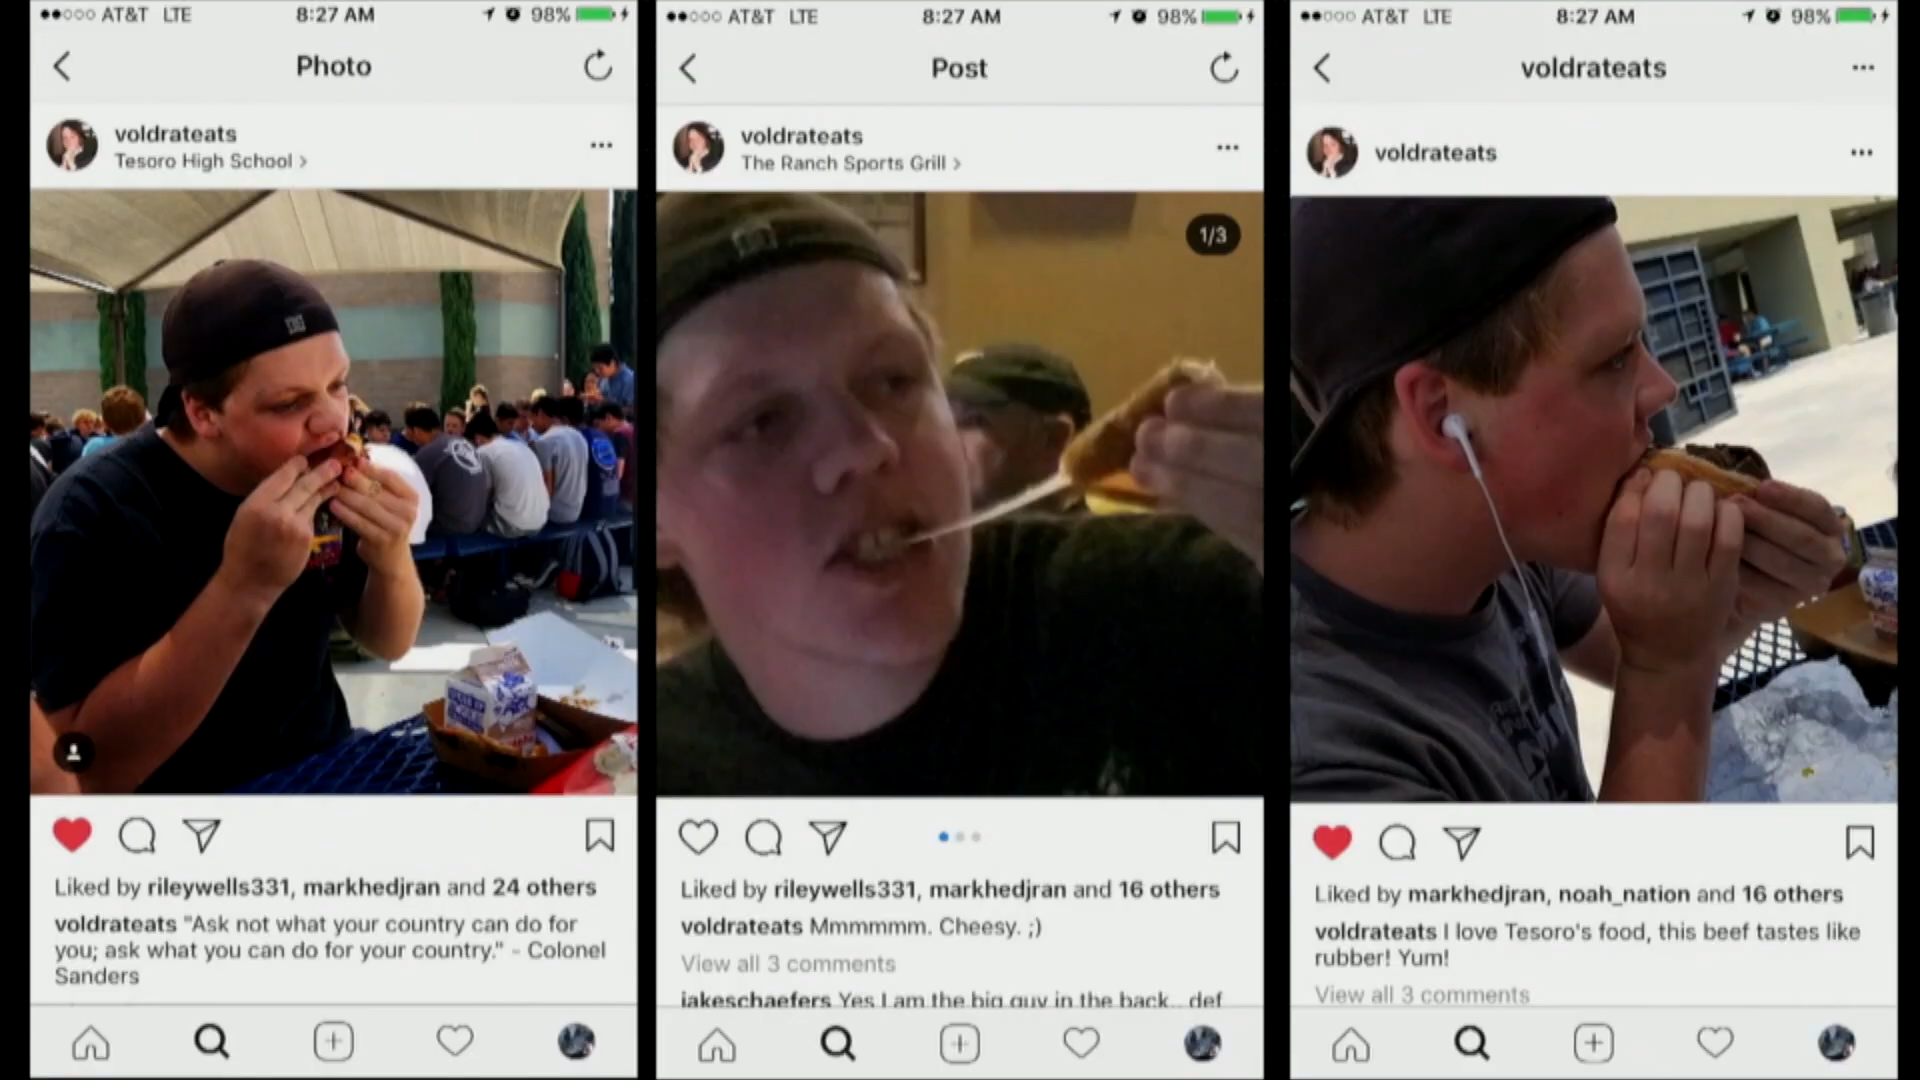 AT&T LTE 8:27 AM 98%
Photo
voldrateats
Tesoro High School >
Liked by rileywells331, markhedjran and 24 others
voldrateats "Ask not what your country can do for
you; ask what you can do for your country." - Colonel
Sanders
AT&T LTE 8:27 AM 98%
Post
voldrateats
The Ranch Sports Grill >
1/3
Liked by rileywells331, markhedjran and 16 others
voldrateats Mmmmmm. Cheesy. ;)
View all 3 comments
jakeschaefers Yes I am the big guy in the back.. def
AT&T LTE 8:27 AM 98%
voldrateats
voldrateats
Liked by markhedjran, noah_nation and 16 others
voldrateats I love Tesoro's food, this beef tastes like
rubber! Yum!
View all 3 comments